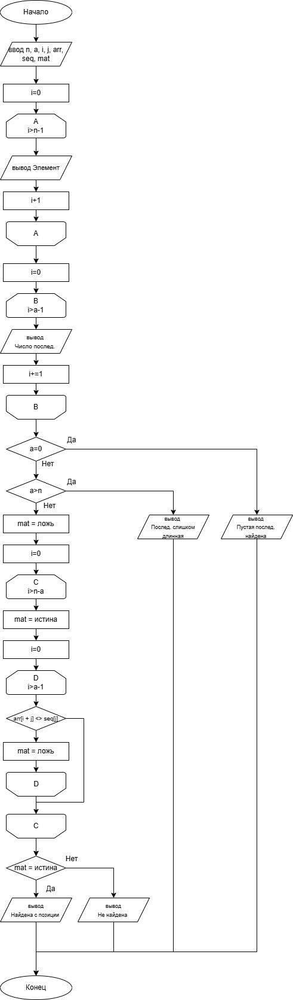 Начало
ввод n, a, i, j, arr,
seq, mat
i=0
A
i>n-1
вывод Элемент
i+1
A
i=0
B
i>a-1
вывод
Число послед.
i+=1
B
Да
a=0
Нет
Да
a>n
Нет
mat = ложь
вывод
Послед. слишком
длинная
вывод
Пустая послед.
найдена
i=0
C
i>n-a
mat = истина
i=0
D
i>a-1
arr[i + j] <> seq[j]
mat = ложь
D
C
Нет
mat = истина
Да
вывод
Найдена с позиции
вывод
Не найдена
Конец